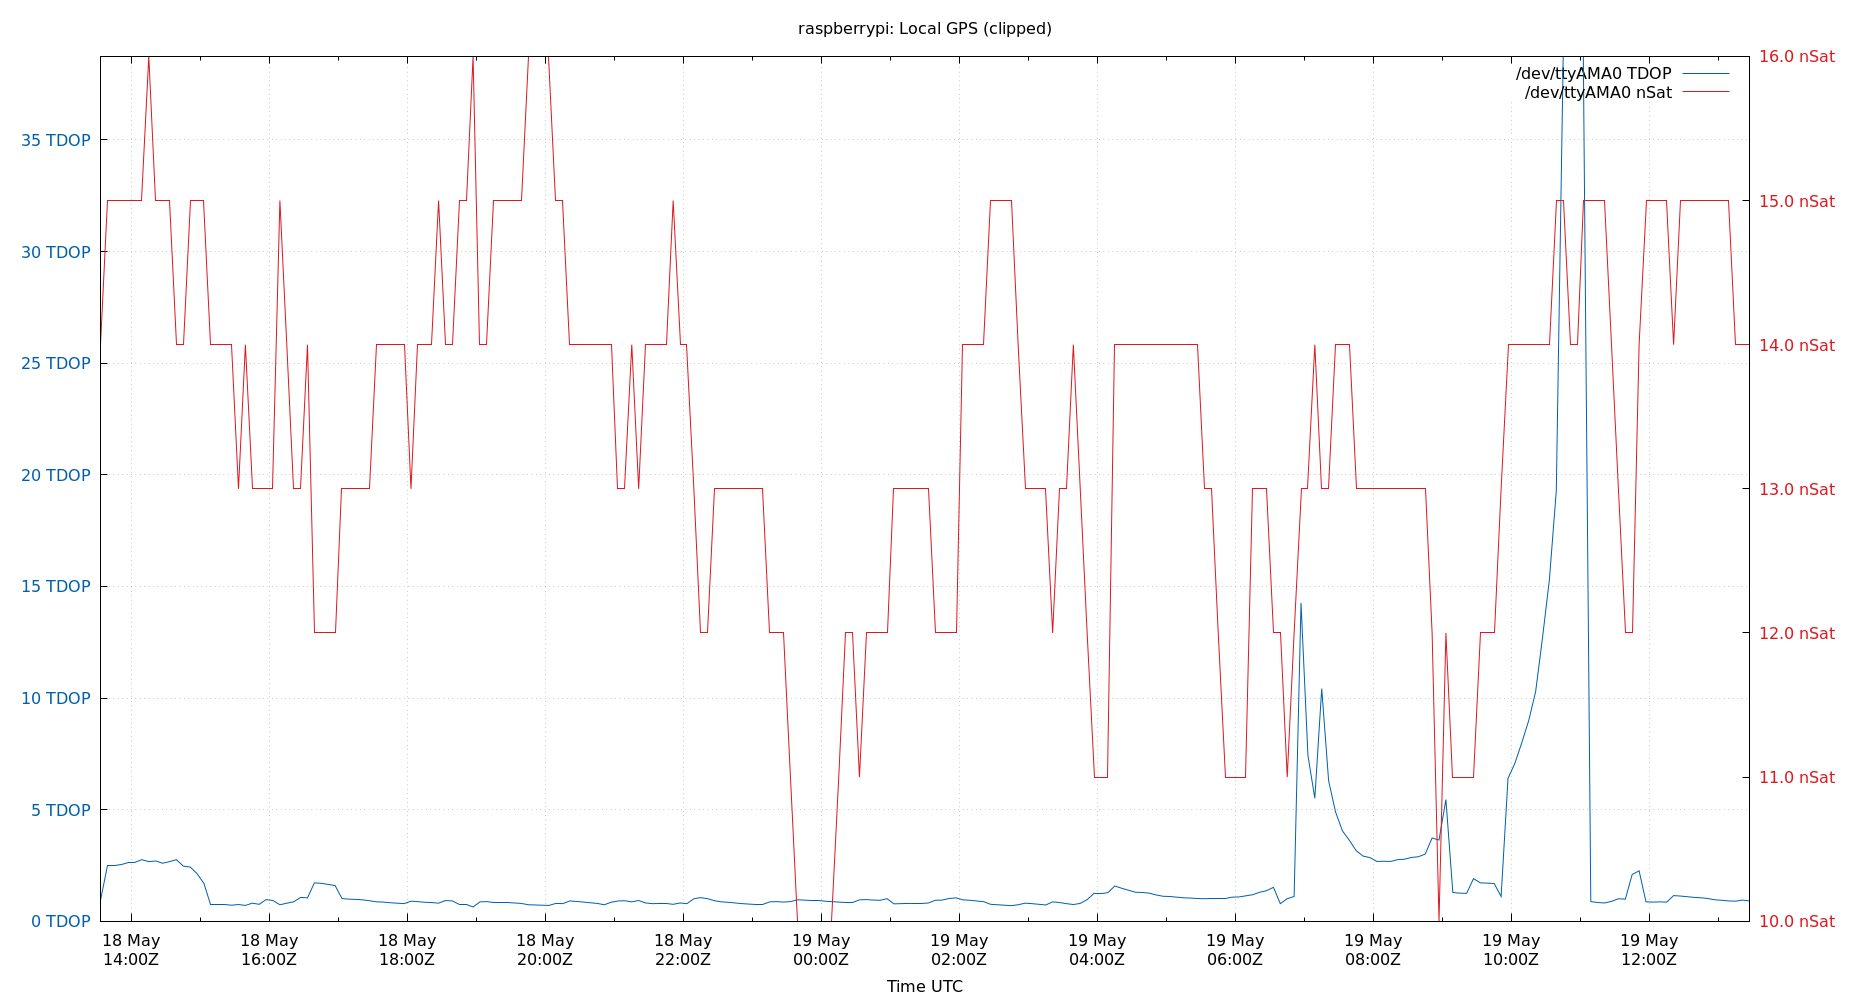 raspberrypi: Local GPS (clipped)
/dev/ttyAMA0 TDOP
/dev/ttyAMA0 nSat
35 TDOP
30 TDOP
25 TDOP
20 TDOP
15 TDOP
10 TDOP
5 TDOP
0 TDOP
16.0 nSat
15.0 nSat
14.0 nSat
13.0 nSat
12.0 nSat
11.0 nSat
10.0 nSat
18 May 18 May 18 May 18 May 18 May 19 May 19 May 19 May 19 May 19 May 19 May 19 May
14:00Z 16:00Z 18:00Z 20:00Z 22:00Z 00:00Z 02:00Z 04:00Z 06:00Z 08:00Z 10:00Z 12:00Z
Time UTC